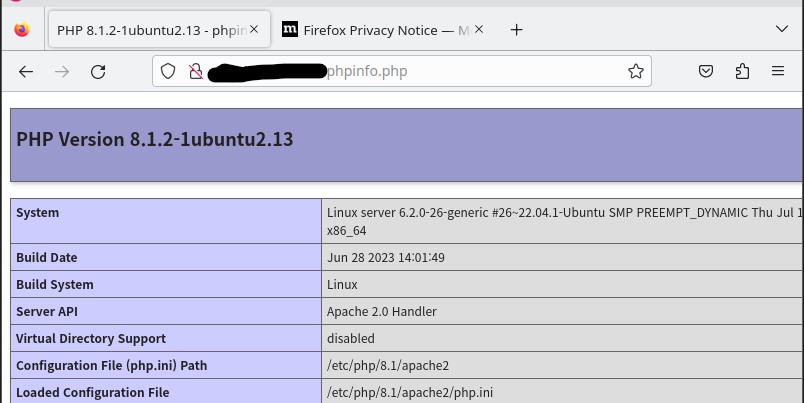 PHP 8.1.2-1ubuntu2.13 - phpin
Firefox Privacy Notice — M
phpinfo.php
PHP Version 8.1.2-1ubuntu2.13
System
Linux server 6.2.0-26-generic #26~22.04.1-Ubuntu SMP PREEMPT_DYNAMIC Thu Jul 1
x86_64
Build Date
Jun 28 2023 14:01:49
Build System
Linux
Server API
Apache 2.0 Handler
Virtual Directory Support
disabled
Configuration File (php.ini) Path
/etc/php/8.1/apache2
Loaded Configuration File
/etc/php/8.1/apache2/php.ini